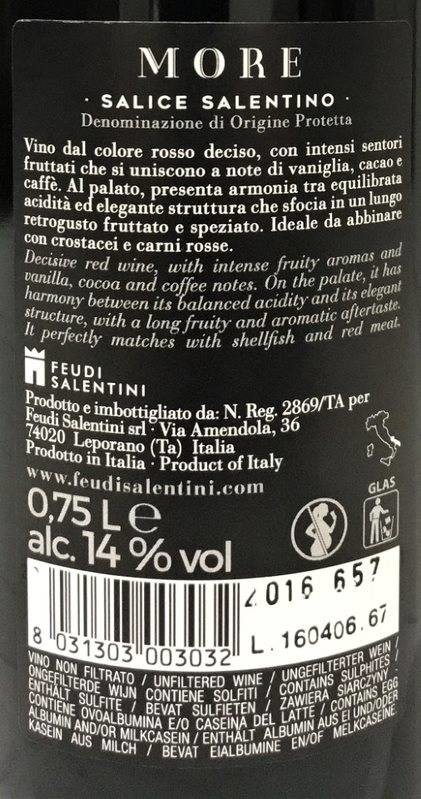 MORE
· SALICE SALENTINO ·
Denominazione di Origine Protetta
Vino dal colore rosso deciso, con intensi sentori
fruttati che si uniscono a note di vaniglia, cacao e
caffè. Al palato, presenta armonia tra equilibrata
acidità ed elegante struttura che sfocia in un lungo
retrogusto fruttato e speziato. Ideale da abbinare
con crostacei e carni rosse.
Decisive red wine, with intense fruity aromas and
vanilla, cocoa and coffee notes. On the palate, it has
harmony between its balanced acidity and its elegant
structure, with a long fruity and aromatic aftertaste.
It perfectly matches with shellfish and red meat.
FEUDI
SALENTINI
Prodotto e imbottigliato da: N. Reg. 2869/TA per
Feudi Salentini srl · Via Amendola, 36
74020 Leporano (Ta) Italia
Prodotto in Italia · Product of Italy
www.feudisalentini.com
GLAS
0,75 L e
alc. 14 % vol
016 657
L. 160406.67
8 031303 003032
VINO NON FILTRATO / UNFILTERED WEIN / UNGEFILTERTER WEIN /
ONGEFILTERDE WIJN CONTIENE SOLFITI / CONTAINS SULPHITES /
ENTHÄLT SULFITE / BEVAT SULFIETEN / ZAWIERA SIARCZYNY ·
CONTIENE OVOALBUMINA E/O CASEINA DEL LATTE / CONTAINS EGG
ALBUMIN AND/OR MILKCASEIN / ENTHÄLT ALBUMIN AUS EI UND/ODER
KASEIN AUS MILCH / BEVAT EIALBUMINE EN/OF MELKCASEINE